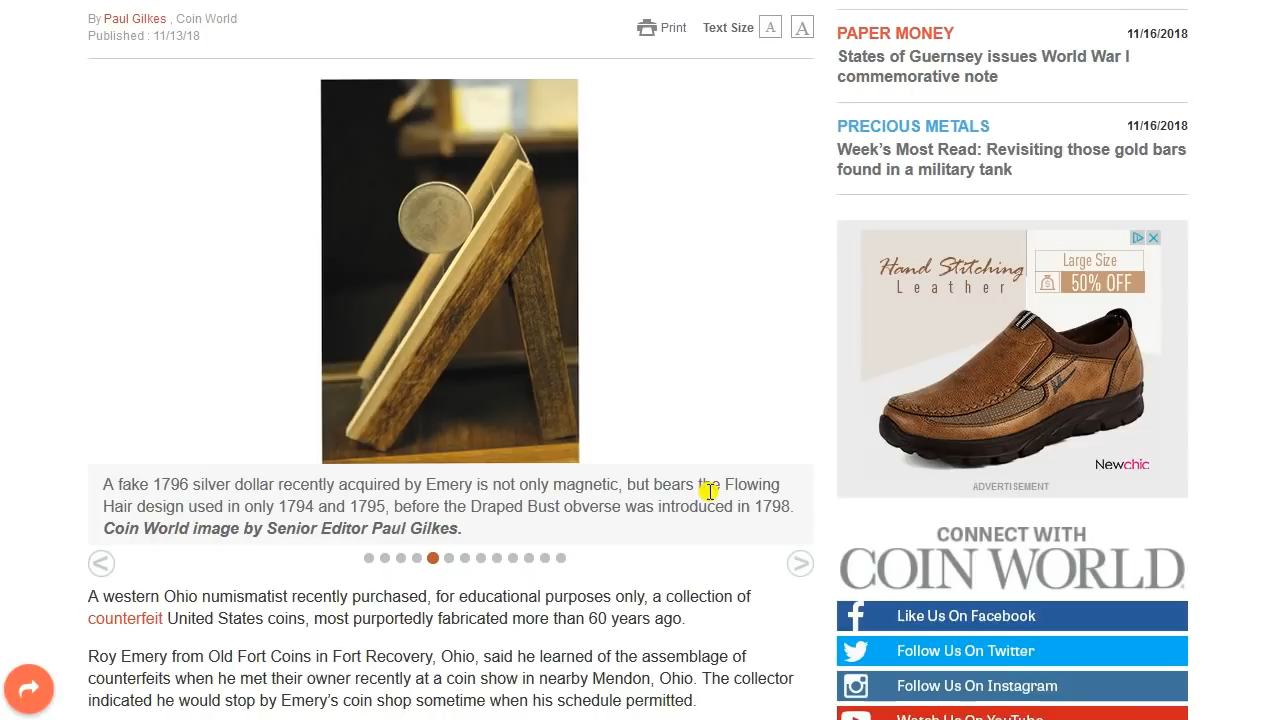 By Paul Gilkes , Coin World
Published : 11/13/18
Print Text Size A A
A fake 1796 silver dollar recently acquired by Emery is not only magnetic, but bears the Flowing
Hair design used in only 1794 and 1795, before the Draped Bust obverse was introduced in 1798.
Coin World image by Senior Editor Paul Gilkes.
A western Ohio numismatist recently purchased, for educational purposes only, a collection of
counterfeit United States coins, most purportedly fabricated more than 60 years ago.
Roy Emery from Old Fort Coins in Fort Recovery, Ohio, said he learned of the assemblage of
counterfeits when he met their owner recently at a coin show in nearby Mendon, Ohio. The collector
indicated he would stop by Emery's coin shop sometime when his schedule permitted.
PAPER MONEY 11/16/2018
States of Guernsey issues World War I
commemorative note
PRECIOUS METALS 11/16/2018
Week's Most Read: Revisiting those gold bars
found in a military tank
Hand Stitching
Leather
Large Size
50% OFF
Newchic
ADVERTISEMENT
CONNECT WITH
COIN WORLD
Like Us On Facebook
Follow Us On Twitter
Follow Us On Instagram
Watch Us On YouTube